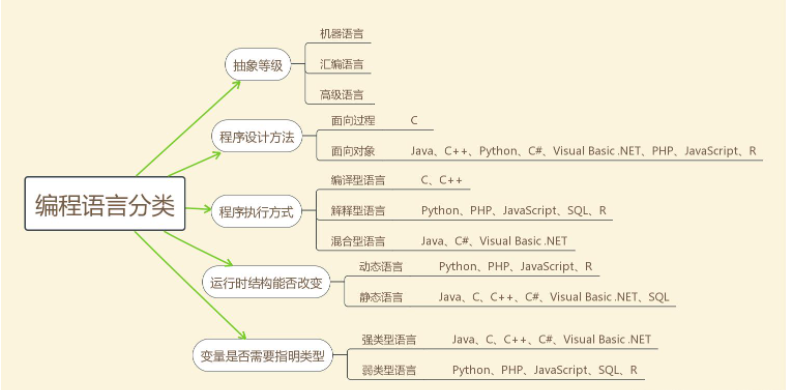 编程语言分类
抽象等级
机器语言
汇编语言
高级语言
程序设计方法
面向过程 C
面向对象 Java、C++、Python、C#、Visual Basic .NET、PHP、JavaScript、R
程序执行方式
编译型语言 C、C++
解释型语言 Python、PHP、JavaScript、SQL、R
混合型语言 Java、C#、Visual Basic .NET
运行时结构能否改变
动态语言 Python、PHP、JavaScript、R
静态语言 Java、C、C++、C#、Visual Basic .NET、SQL
变量是否需要指明类型
强类型语言 Java、C、C++、C#、Visual Basic .NET
弱类型语言 Python、PHP、JavaScript、SQL、R